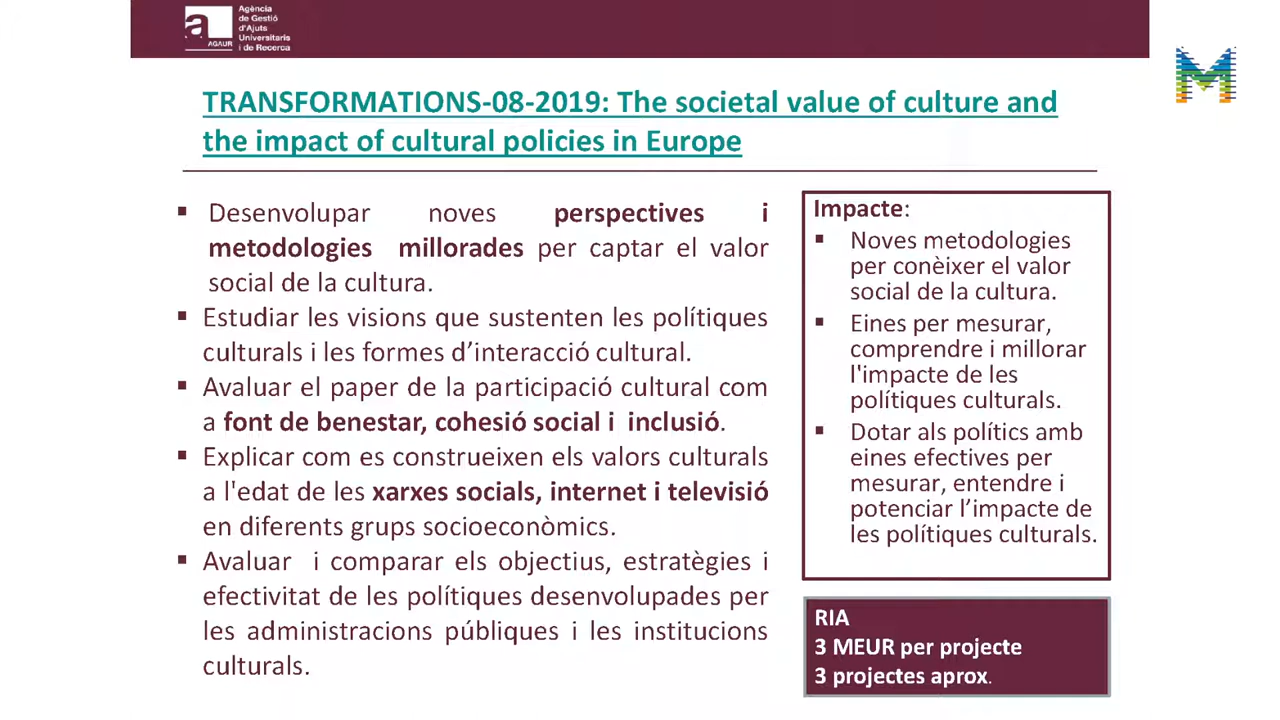 Agència
de Gestió
d'Ajuts
Universitaris
i de Recerca
a
AGAUR
M
TRANSFORMATIONS-08-2019: The societal value of culture and
the impact of cultural policies in Europe
▪ Desenvolupar noves perspectives i
metodologies millorades per captar el valor
social de la cultura.
▪ Estudiar les visions que sustenten les polítiques
culturals i les formes d’interacció cultural.
▪ Avaluar el paper de la participació cultural com
a font de benestar, cohesió social i inclusió.
▪ Explicar com es construeixen els valors culturals
a l'edat de les xarxes socials, internet i televisió
en diferents grups socioeconòmics.
▪ Avaluar i comparar els objectius, estratègies i
efectivitat de les polítiques desenvolupades per
les administracions públiques i les institucions
culturals.
Impacte:
▪ Noves metodologies
per conèixer el valor
social de la cultura.
▪ Eines per mesurar,
comprendre i millorar
l'impacte de les
polítiques culturals.
▪ Dotar als polítics amb
eines efectives per
mesurar, entendre i
potenciar l’impacte de
les polítiques culturals.
RIA
3 MEUR per projecte
3 projectes aprox.